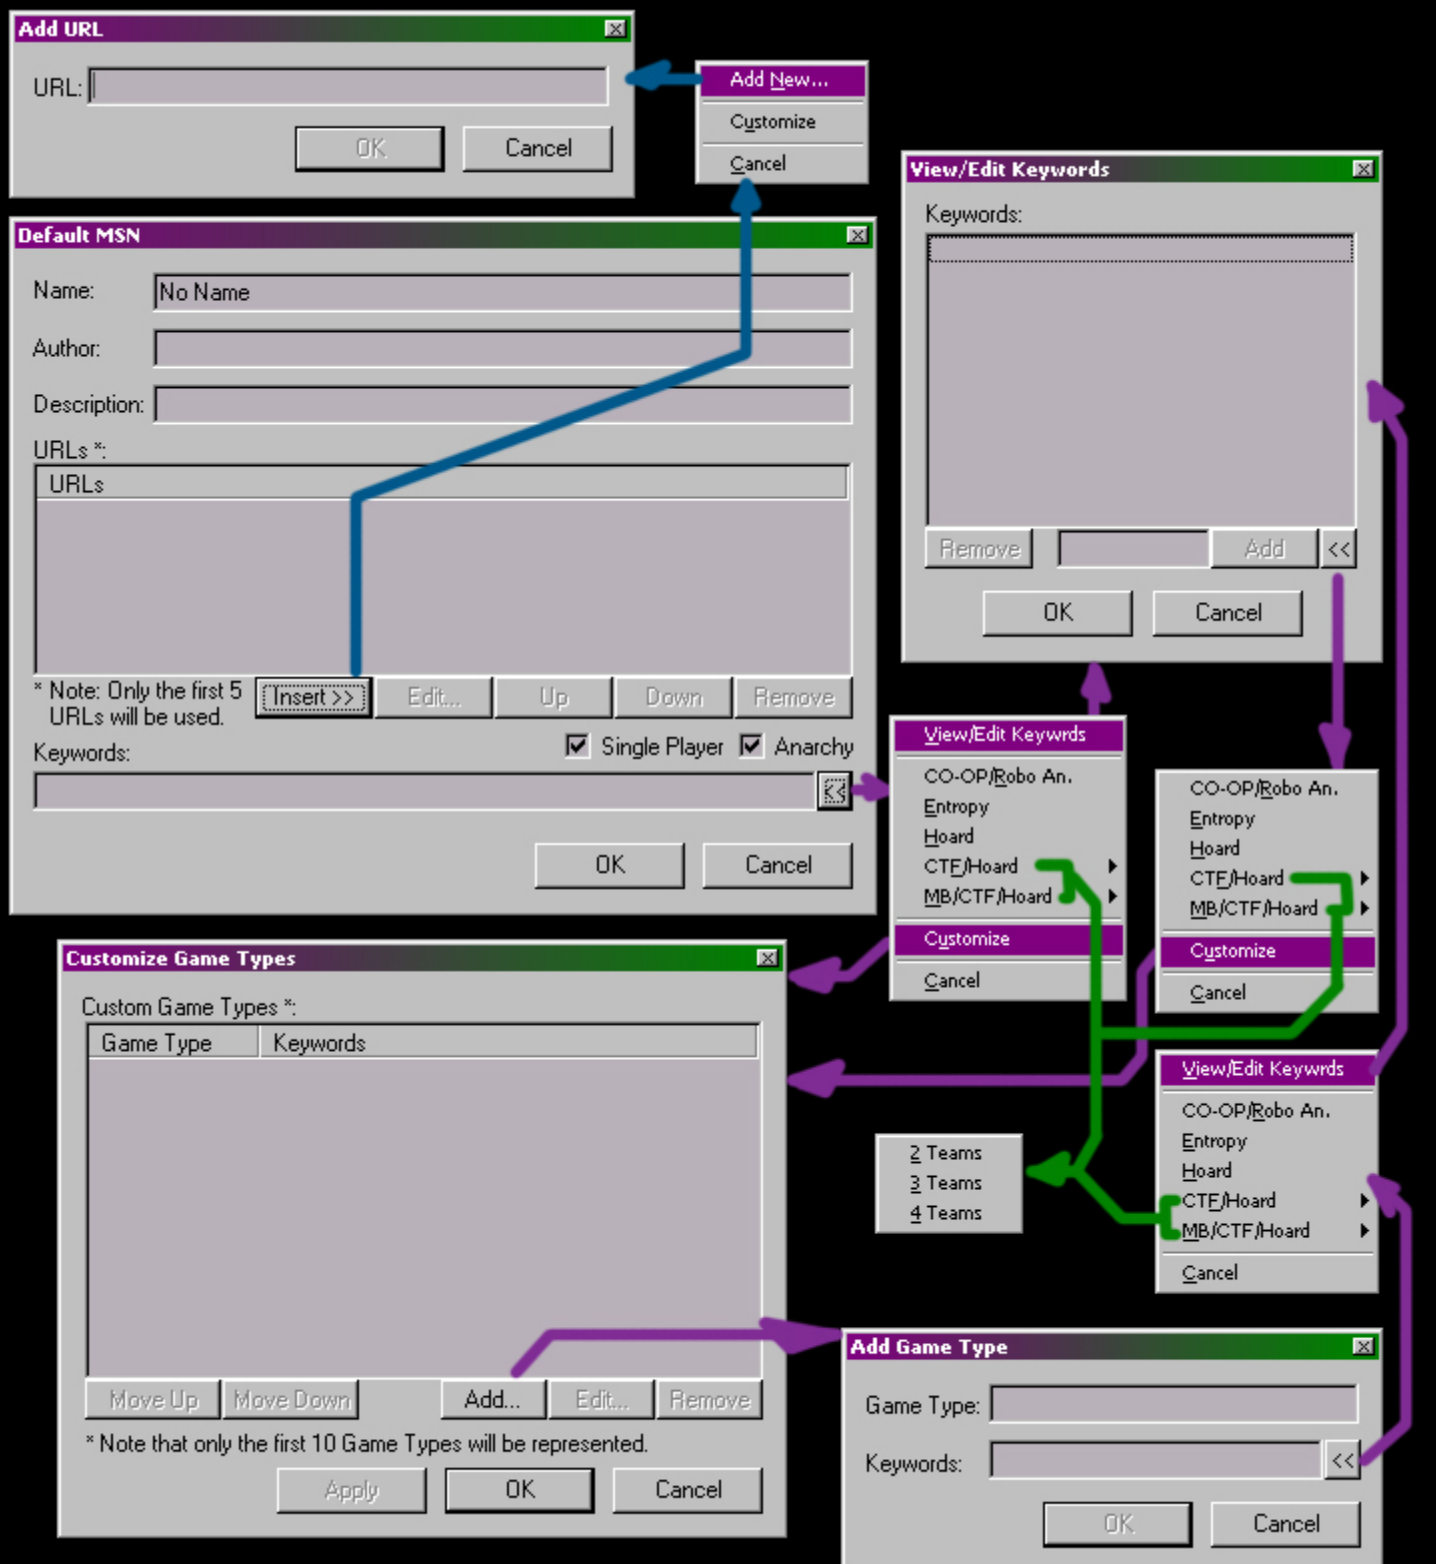 Add URL
URL:
OK Cancel
Add New...
Customize
Cancel
View/Edit Keywords
Keywords:
Remove Add <<
OK Cancel
Default MSN
Name: No Name
Author:
Description:
URLs *:
URLs
* Note: Only the first 5
URLs will be used.
Insert >> Edit... Up Down Remove
Single Player Anarchy
Keywords:
<<
OK Cancel
View/Edit Keywrds
CO-OP/Robo An.
Entropy
Hoard
CTF/Hoard
MB/CTF/Hoard
Customize
Cancel
CO-OP/Robo An.
Entropy
Hoard
CTF/Hoard
MB/CTF/Hoard
Customize
Cancel
Customize Game Types
Custom Game Types *:
Game Type Keywords
Move Up Move Down Add... Edit... Remove
* Note that only the first 10 Game Types will be represented.
Apply OK Cancel
2 Teams
3 Teams
4 Teams
View/Edit Keywrds
CO-OP/Robo An.
Entropy
Hoard
CTF/Hoard
MB/CTF/Hoard
Cancel
Add Game Type
Game Type:
Keywords: <<
OK Cancel